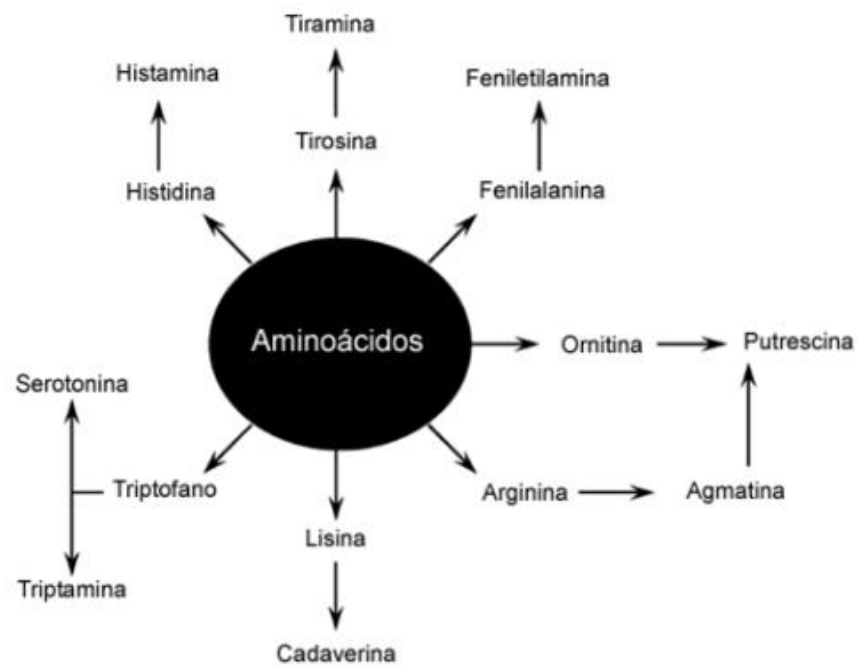 Tiramina
Histamina
Feniletilamina
Tirosina
Histidina
Fenilalanina
Aminoácidos
Ornitina
Putrescina
Serotonina
Triptofano
Arginina
Agmatina
Lisina
Triptamina
Cadaverina